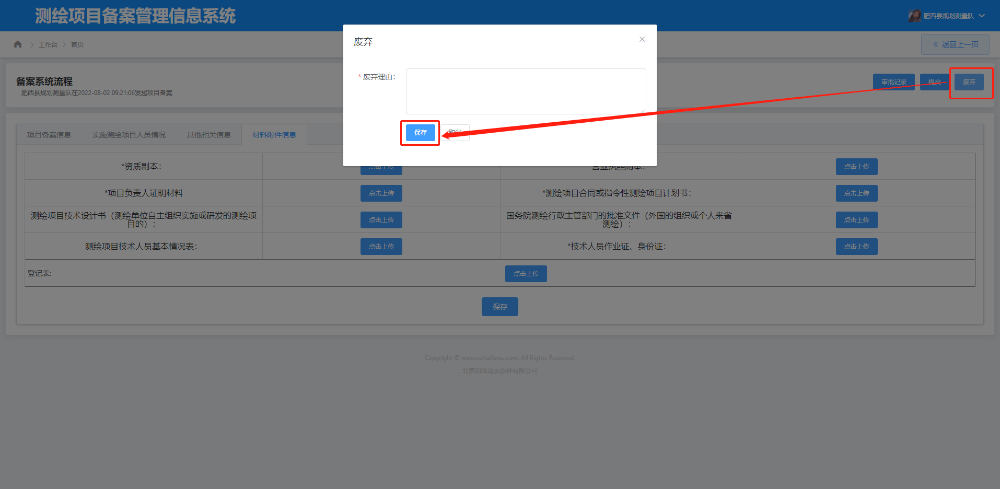 测绘项目备案管理信息系统
肥西县规划测量队
工作台
首页
返回上一页
废弃
* 废弃理由：
保存
取消
备案系统流程
肥西县规划测量队在2022-08-02 09:21:06发起项目备案
审批记录
提交
废弃
项目备案信息
实施测绘项目人员情况
其他相关信息
材料附件信息
*资质副本：
点击上传
营业执照副本：
点击上传
*项目负责人证明材料
点击上传
*测绘项目合同或指令性测绘项目计划书：
点击上传
测绘项目技术设计书（测绘单位自主组织实施或研发的测绘项
目的）：
点击上传
国务院测绘行政主管部门的批准文件（外国的组织或个人来省
测绘）：
点击上传
测绘项目技术人员基本情况表：
点击上传
*技术人员作业证、身份证：
点击上传
登记表:
点击上传
保存
Copyright © www.cehuifuwu.com, All Rights Reserved.
北京四维益友软件有限公司